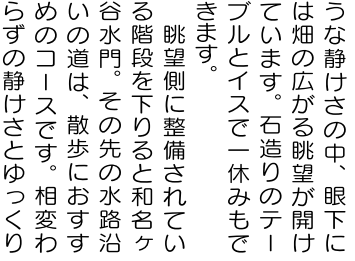 うな静けさの中、眼下に
は畑の広がる眺望が開け
ています。石造りのテー
ブルとイスで一休みもで
きます。
　眺望側に整備されてい
る階段を下りると和名ヶ
谷水門。その先の水路沿
いの道は、散歩におすす
めのコースです。相変わ
らずの静けさとゆっくり